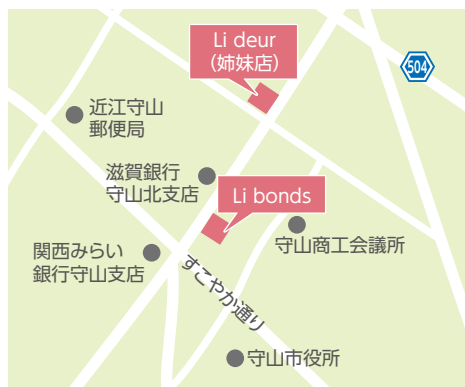 Li deur
(姉妹店)
504
近江守山
郵便局
滋賀銀行
守山北支店
Li bonds
守山商工会議所
関西みらい
銀行守山支店
すこやか通り
守山市役所